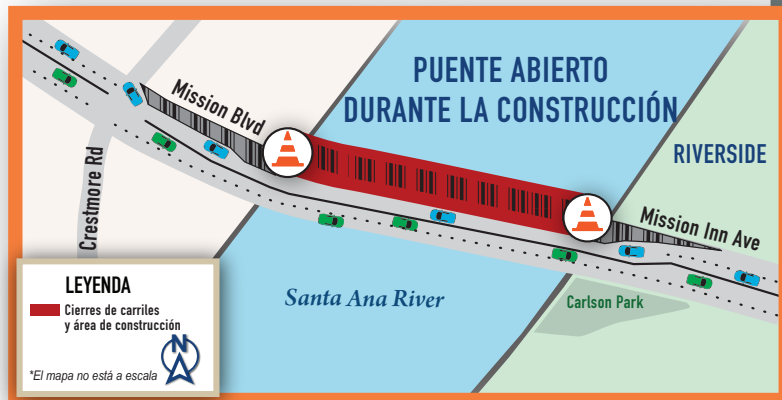 PUENTE ABIERTO
DURANTE LA CONSTRUCCIÓN
Mission Blvd
RIVERSIDE
Crestmore Rd
Mission Inn Ave
Santa Ana River
Carlson Park
LEYENDA
Cierres de carriles
y área de construcción
N
*El mapa no está a escala